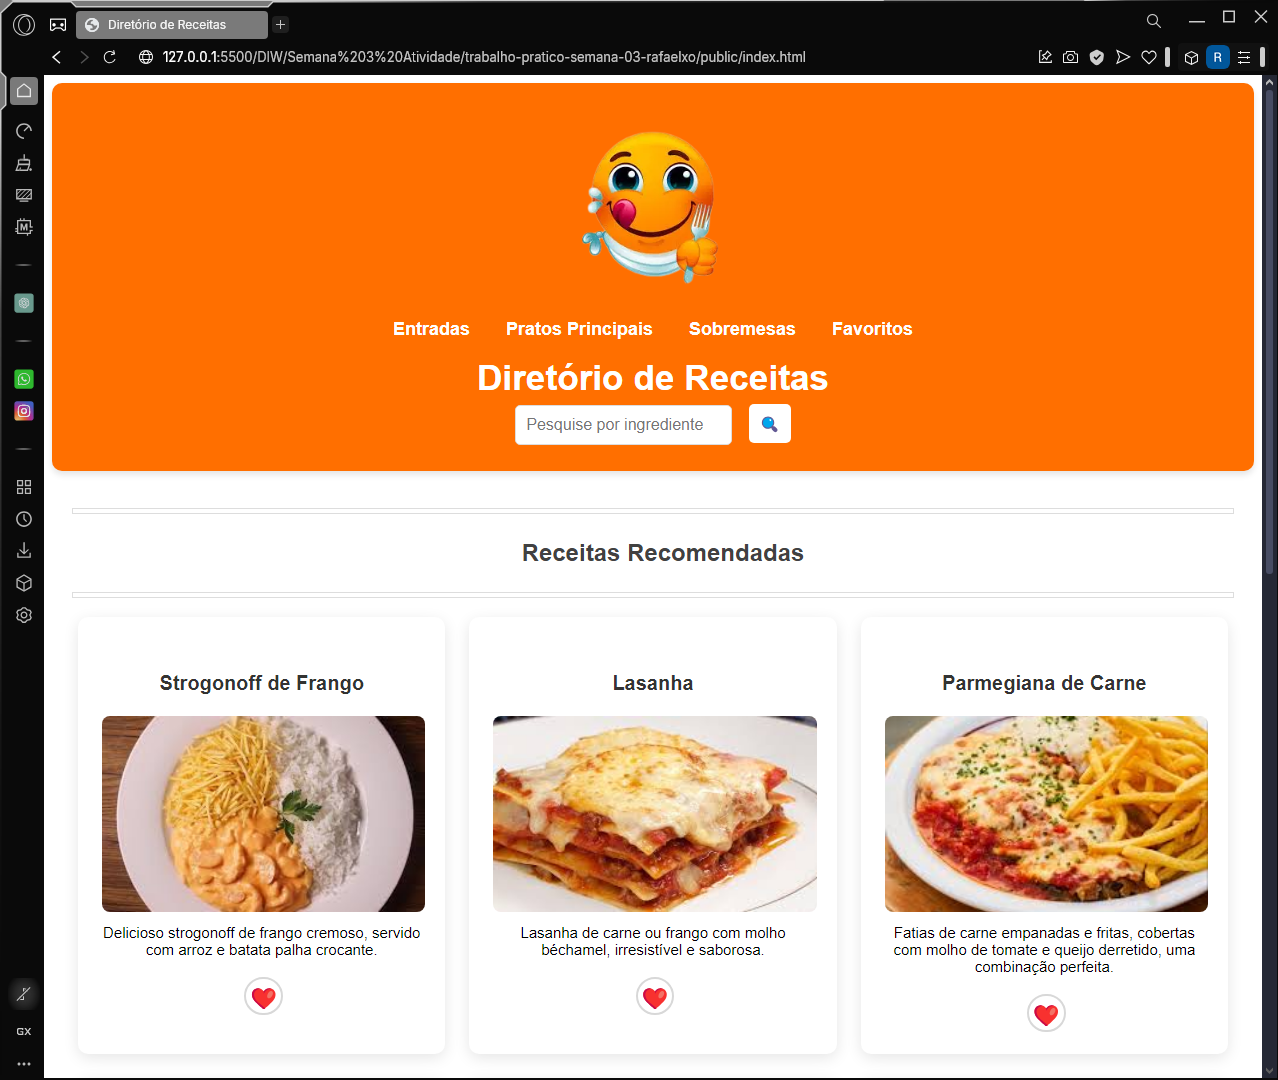 Diretório de Receitas
127.0.0.1:5500/DIW/Semana%203%20Atividade/trabalho-pratico-semana-03-rafaelxo/public/index.html
R
M
Entradas Pratos Principais Sobremesas Favoritos
Diretório de Receitas
Pesquise por ingrediente
Receitas Recomendadas
Strogonoff de Frango
Delicioso strogonoff de frango cremoso, servido
com arroz e batata palha crocante.
Lasanha
Lasanha de carne ou frango com molho
béchamel, irresistível e saborosa.
Parmegiana de Carne
Fatias de carne empanadas e fritas, cobertas
com molho de tomate e queijo derretido, uma
combinação perfeita.
GX